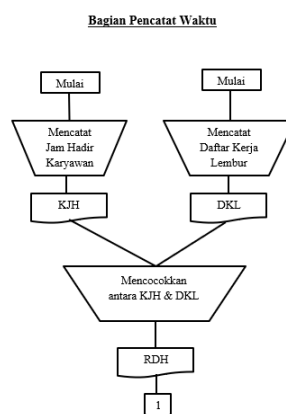 Bagian Pencatat Waktu
Mulai
Mulai
Mencatat
Jam Hadir
Karyawan
Mencatat
Daftar Kerja
Lembur
KJH
DKL
Mencocokkan
antara KJH & DKL
RDH
1